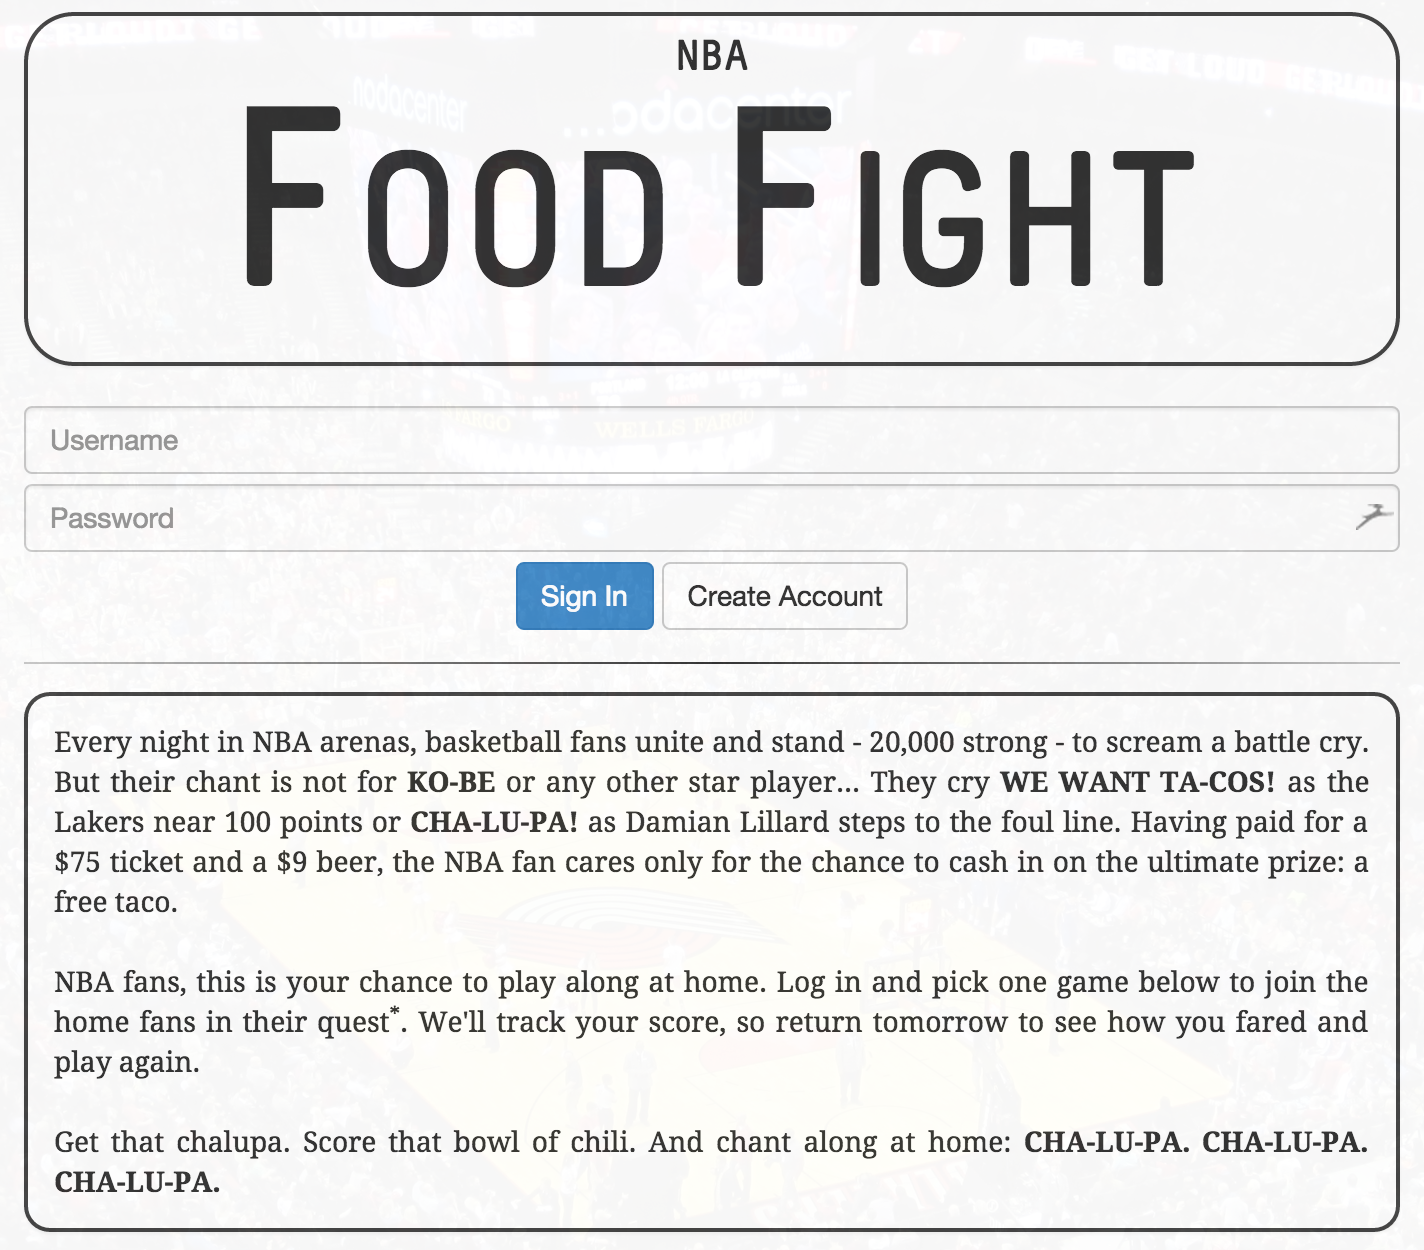 NBA
FOOD FIGHT
nodacenter
...odacenter
GET LOUD
WELLS FARGO
Username
Password
Sign In Create Account
Every night in NBA arenas, basketball fans unite and stand - 20,000 strong - to scream a battle cry.
But their chant is not for KO-BE or any other star player... They cry WE WANT TA-COS! as the
Lakers near 100 points or CHA-LU-PA! as Damian Lillard steps to the foul line. Having paid for a
$75 ticket and a $9 beer, the NBA fan cares only for the chance to cash in on the ultimate prize: a
free taco.
NBA fans, this is your chance to play along at home. Log in and pick one game below to join the
home fans in their quest*. We'll track your score, so return tomorrow to see how you fared and
play again.
Get that chalupa. Score that bowl of chili. And chant along at home: CHA-LU-PA. CHA-LU-PA.
CHA-LU-PA.